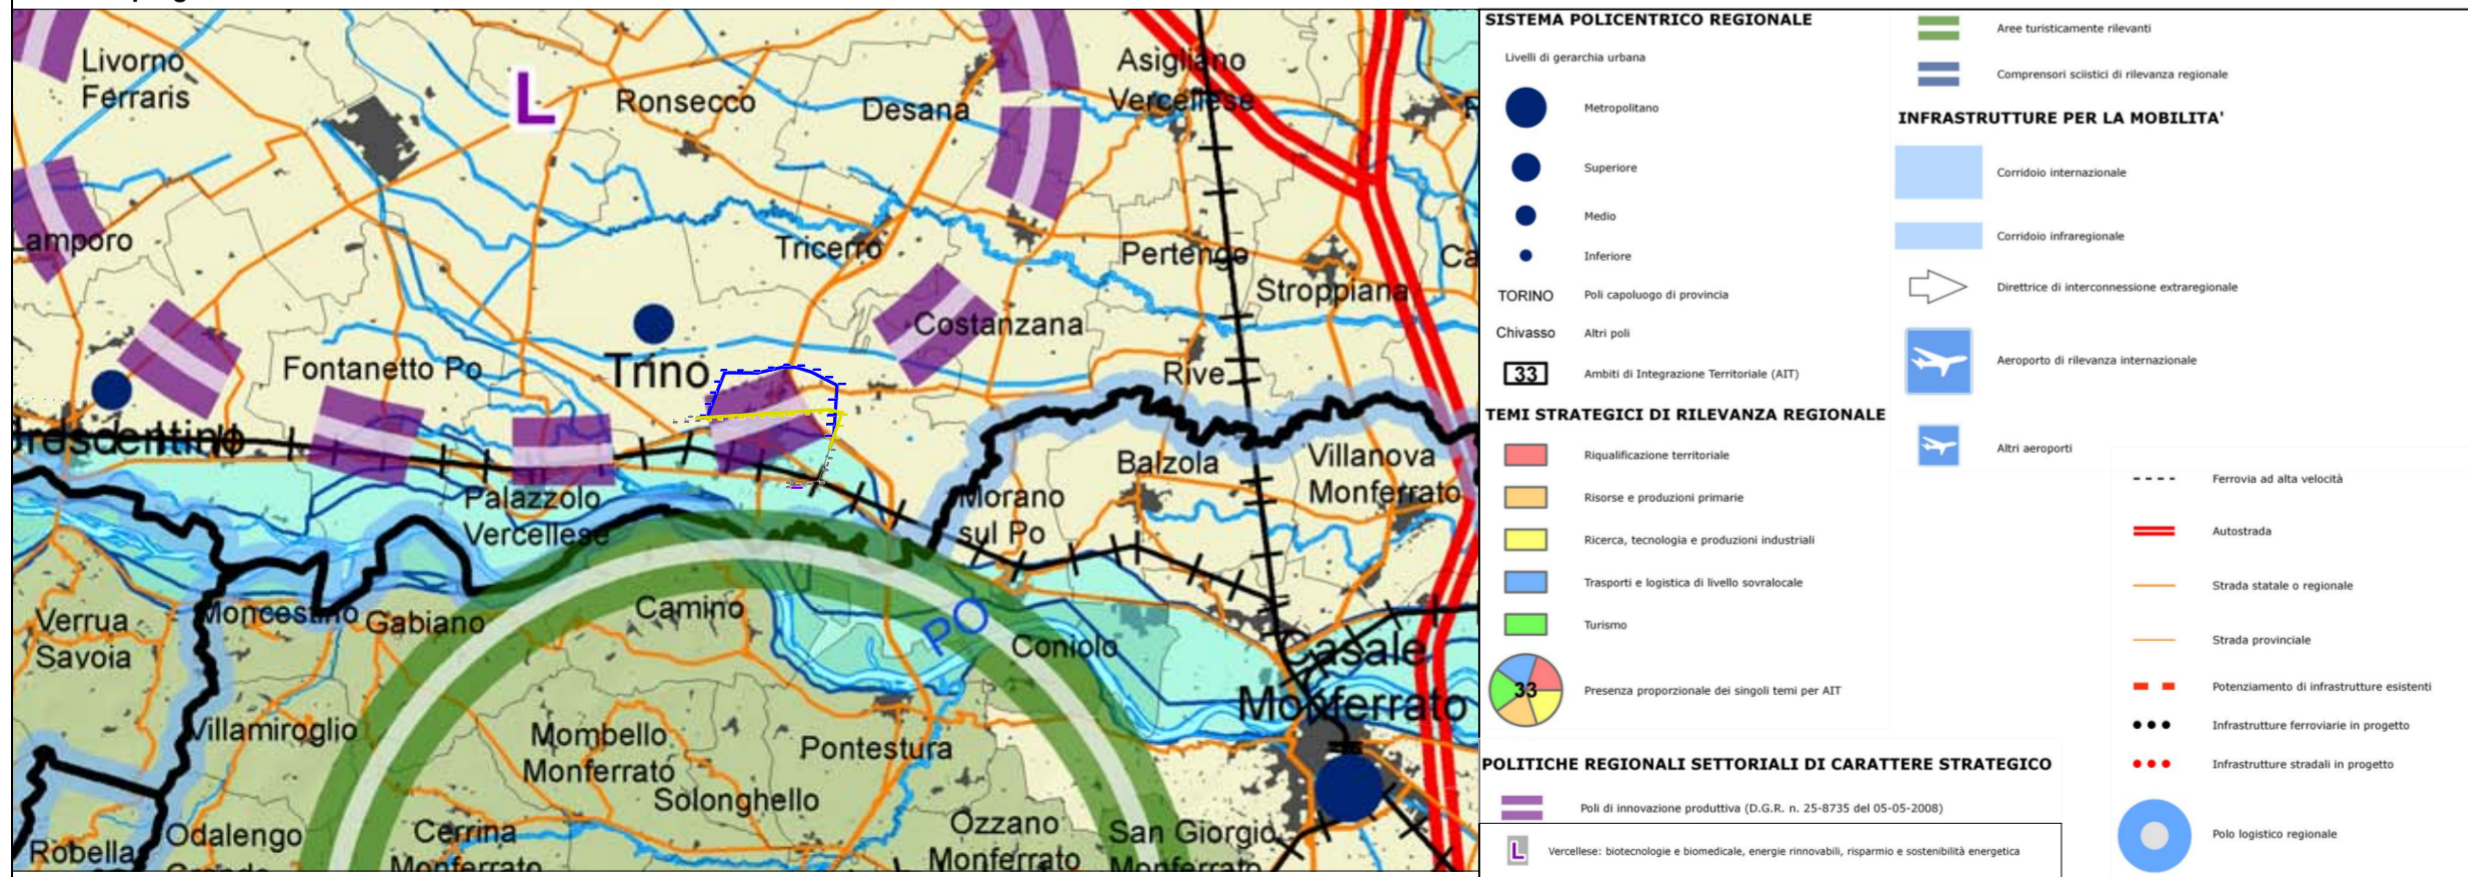 Livorno
Ferraris
L
Ronsecco
Desana
Asigliano
Vercellese
Lamporo
Tricerro
Pertengo
Stroppiana
Costanzana
Fontanetto Po
Trino
Rive
Crescentino
Palazzolo
Vercellese
Morano
sul Po
Balzola
Villanova
Monferrato
Verrua
Savoia
Moncestino
Gabiano
Camino
PO
Coniolo
Casale
Monferrato
Villamiroglio
Mombello
Monferrato
Pontestura
Solonghello
Odalengo
Robella
Cerrina
Monferrato
Ozzano
Monferrato
San Giorgio
Monferrato
SISTEMA POLICENTRICO REGIONALE
Livelli di gerarchia urbana
Metropolitano
Superiore
Medio
Inferiore
TORINO Poli capoluogo di provincia
Chivasso Altri poli
33 Ambiti di Integrazione Territoriale (AIT)
TEMI STRATEGICI DI RILEVANZA REGIONALE
Riqualificazione territoriale
Risorse e produzioni primarie
Ricerca, tecnologia e produzioni industriali
Trasporti e logistica di livello sovralocale
Turismo
33 Presenza proporzionale dei singoli temi per AIT
POLITICHE REGIONALI SETTORIALI DI CARATTERE STRATEGICO
Poli di innovazione produttiva (D.G.R. n. 25-8735 del 05-05-2008)
L Vercellese: biotecnologie e biomedicale, energie rinnovabili, risparmio e sostenibilità energetica
Aree turisticamente rilevanti
Comprensori sciistici di rilevanza regionale
INFRASTRUTTURE PER LA MOBILITA'
Corridoio internazionale
Corridoio infraregionale
Direttrice di interconnessione extraregionale
Aeroporto di rilevanza internazionale
Altri aeroporti
Ferrovia ad alta velocità
Autostrada
Strada statale o regionale
Strada provinciale
Potenziamento di infrastrutture esistenti
Infrastrutture ferroviarie in progetto
Infrastrutture stradali in progetto
Polo logistico regionale